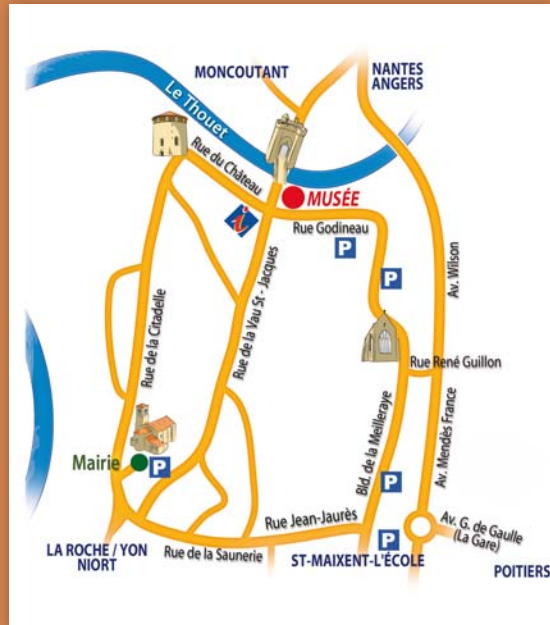 MONCOUTANT
NANTES
ANGERS
Le Thouet
Rue du Château
MUSÉE
i
Rue Godineau
P
P
Av. Wilson
Rue de la Citadelle
Rue de la Vau St - Jacques
Rue René Guillon
Bld. de la Meilleraye
Av. Mendès France
Mairie
P
P
Rue Jean-Jaurès
Av. G. de Gaulle
(La Gare)
LA ROCHE / YON
NIORT
Rue de la Saunerie
P
ST-MAIXENT-L'ÉCOLE
POITIERS